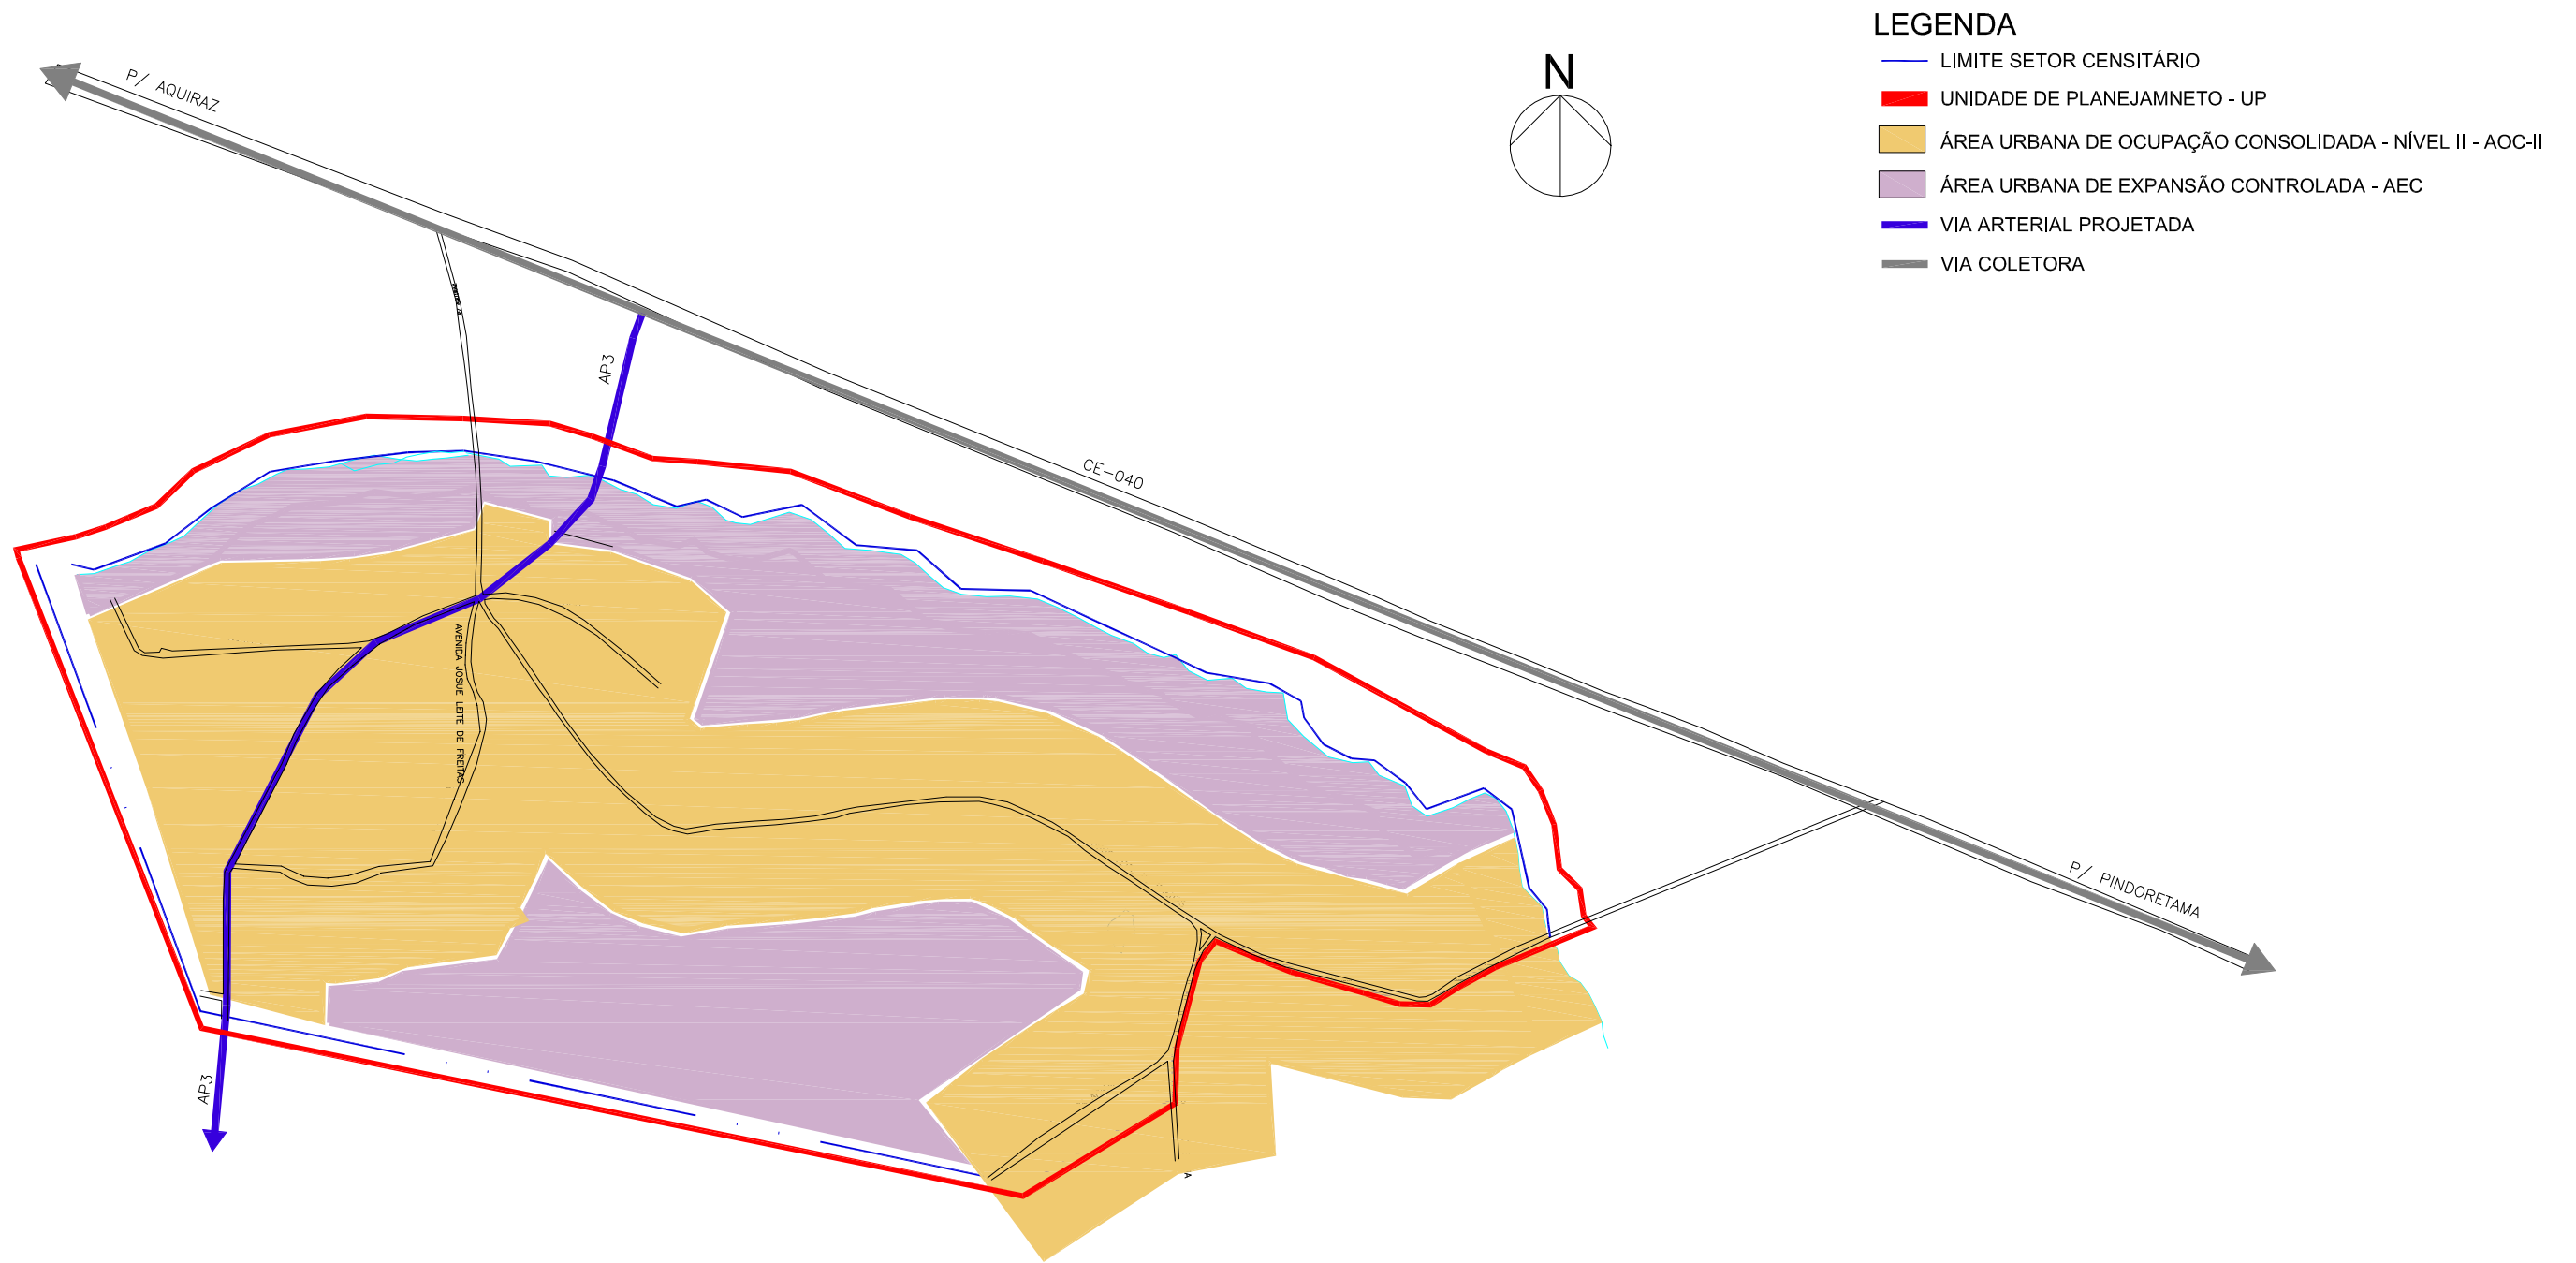 LEGENDA
LIMITE SETOR CENSITÁRIO
UNIDADE DE PLANEJAMNETO - UP
ÁREA URBANA DE OCUPAÇÃO CONSOLIDADA - NÍVEL II - AOC-II
ÁREA URBANA DE EXPANSÃO CONTROLADA - AEC
VIA ARTERIAL PROJETADA
VIA COLETORA
N
P/ AQUIRAZ
AP3
CE-040
AVENIDA JOSUE LEITE DE FREITAS
P/ PINDORETAMA
AP3
A